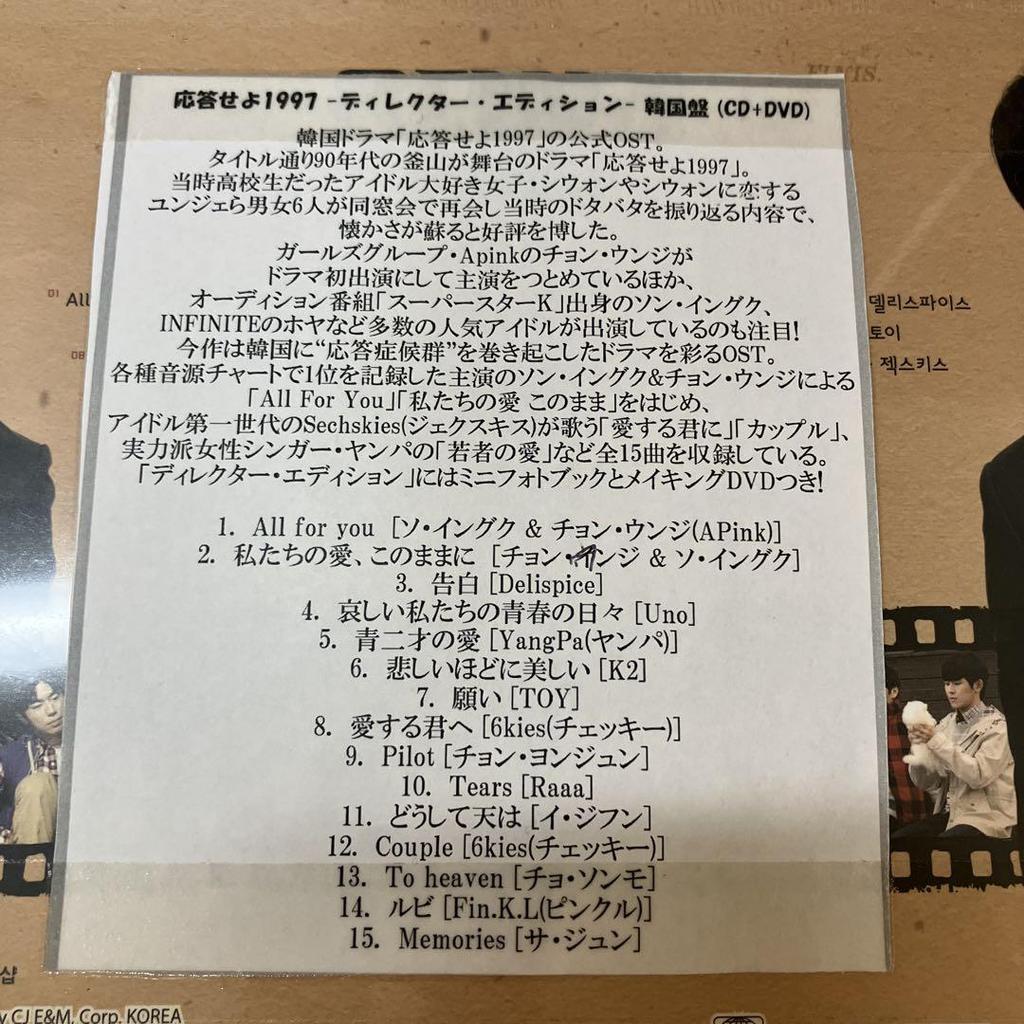 ELVIS.
応答せよ1997 -ディレクター・エディション- 韓国盤 (CD+DVD)
韓国ドラマ「応答せよ1997」の公式OST。
タイトル通り90年代の釜山が舞台のドラマ「応答せよ1997」。
当時高校生だったアイドル大好き女子・シウォンやシウォンに恋する
ユンジェら男女6人が同窓会で再会し当時のドタバタを振り返る内容で、
懐かさが蘇ると好評を博した。
ガールズグループ・Apinkのチョン・ウンジが
ドラマ初出演にして主演をつとめているほか、
オーディション番組「スーパースターK」出身のソン・イングク、
INFINITEのホヤなど多数の人気アイドルが出演しているのも注目!
今作は韓国に“応答症候群”を巻き起こしたドラマを彩るOST。
各種音源チャートで1位を記録した主演のソン・イングク&チョン・ウンジによる
「All For You」「私たちの愛 このまま」をはじめ、
アイドル第一世代のSechskies(ジェクスキス)が歌う「愛する君に」「カップル」、
実力派女性シンガー・ヤンパの「若者の愛」など全15曲を収録している。
「ディレクター・エディション」にはミニフォトブックとメイキングDVDつき!
1. All for you [ソ・イングク & チョン・ウンジ(APink)]
2. 私たちの愛、このままに [チョン・ウンジ & ソ・イングク]
3. 告白 [Delispice]
4. 哀しい私たちの青春の日々 [Uno]
5. 青二才の愛 [YangPa(ヤンパ)]
6. 悲しいほどに美しい [K2]
7. 願い [TOY]
8. 愛する君へ [6kies(チェッキー)]
9. Pilot [チョン・ヨンジュン]
10. Tears [Raaa]
11. どうして天は [イ・ジフン]
12. Couple [6kies(チェッキー)]
13. To heaven [チョ・ソンモ]
14. ルビ [Fin.K.L(ピンクル)]
15. Memories [サ・ジュン]
01 All
08
델리스파이스
토이
젝스키스
샵
y CJ E&M, Corp. KOREA